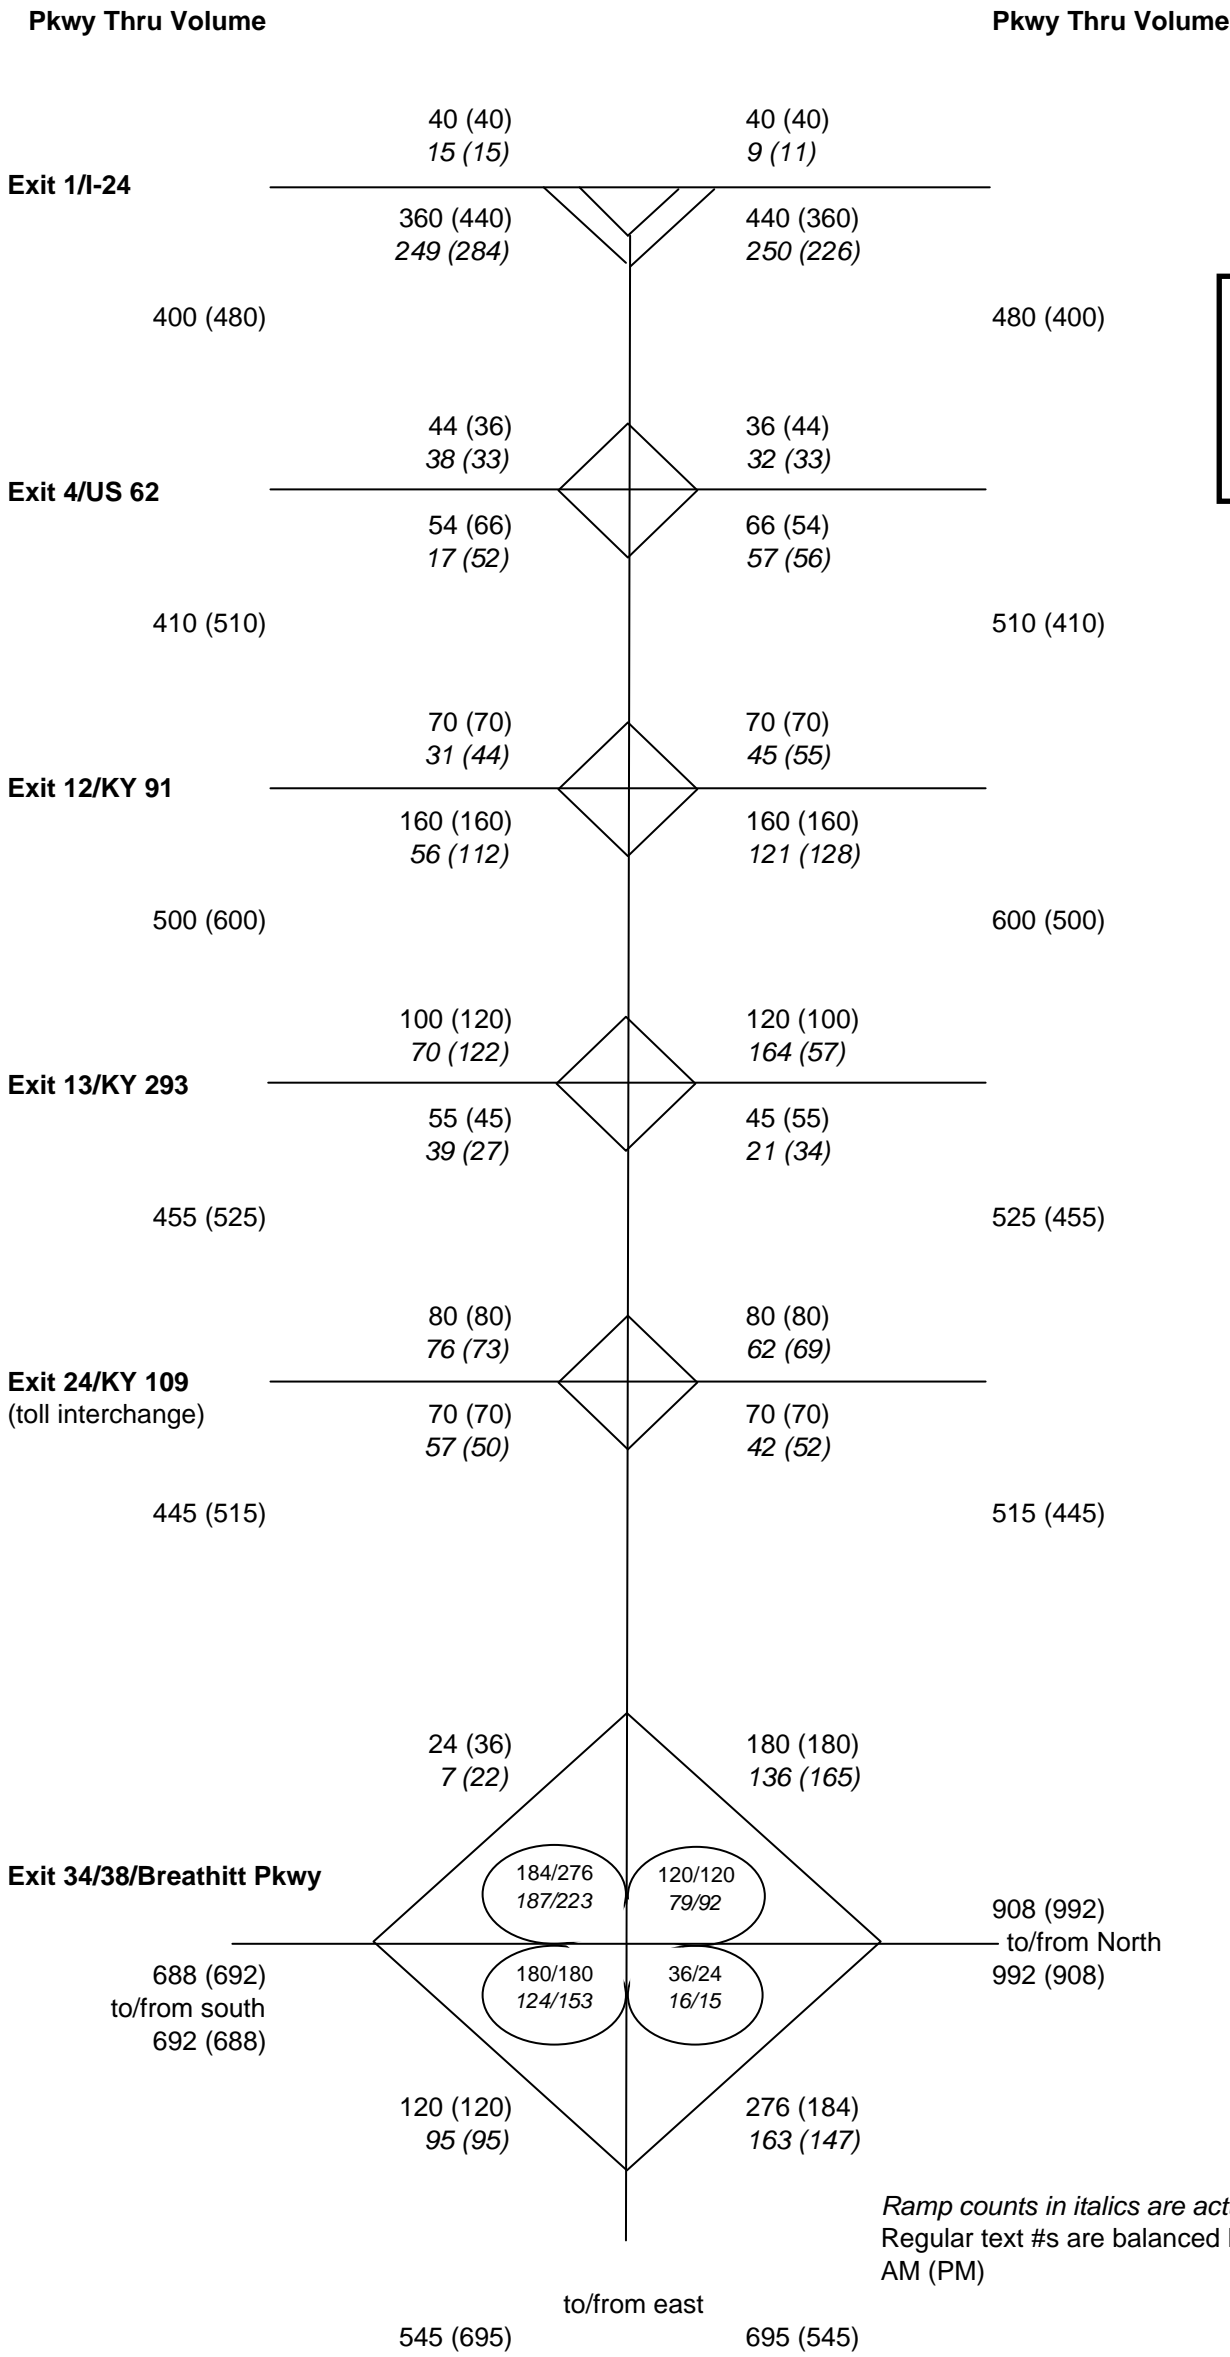 Pkwy Thru Volume Pkwy Thru Volume
40 (40) 40 (40)
15 (15) 9 (11)
Exit 1/I-24
360 (440) 440 (360)
249 (284) 250 (226)
400 (480) 480 (400)
44 (36) 36 (44)
38 (33) 32 (33)
Exit 4/US 62
54 (66) 66 (54)
17 (52) 57 (56)
410 (510) 510 (410)
70 (70) 70 (70)
31 (44) 45 (55)
Exit 12/KY 91
160 (160) 160 (160)
56 (112) 121 (128)
500 (600) 600 (500)
100 (120) 120 (100)
70 (122) 164 (57)
Exit 13/KY 293
55 (45) 45 (55)
39 (27) 21 (34)
455 (525) 525 (455)
80 (80) 80 (80)
76 (73) 62 (69)
Exit 24/KY 109
(toll interchange)
70 (70) 70 (70)
57 (50) 42 (52)
445 (515) 515 (445)
24 (36) 180 (180)
7 (22) 136 (165)
Exit 34/38/Breathitt Pkwy
184/276 120/120
187/223 79/92
908 (992)
to/from North
992 (908)
180/180 36/24
124/153 16/15
688 (692)
to/from south
692 (688)
120 (120) 276 (184)
95 (95) 163 (147)
Ramp counts in italics are
Regular text #s are balanced
AM (PM)
to/from east
545 (695) 695 (545)